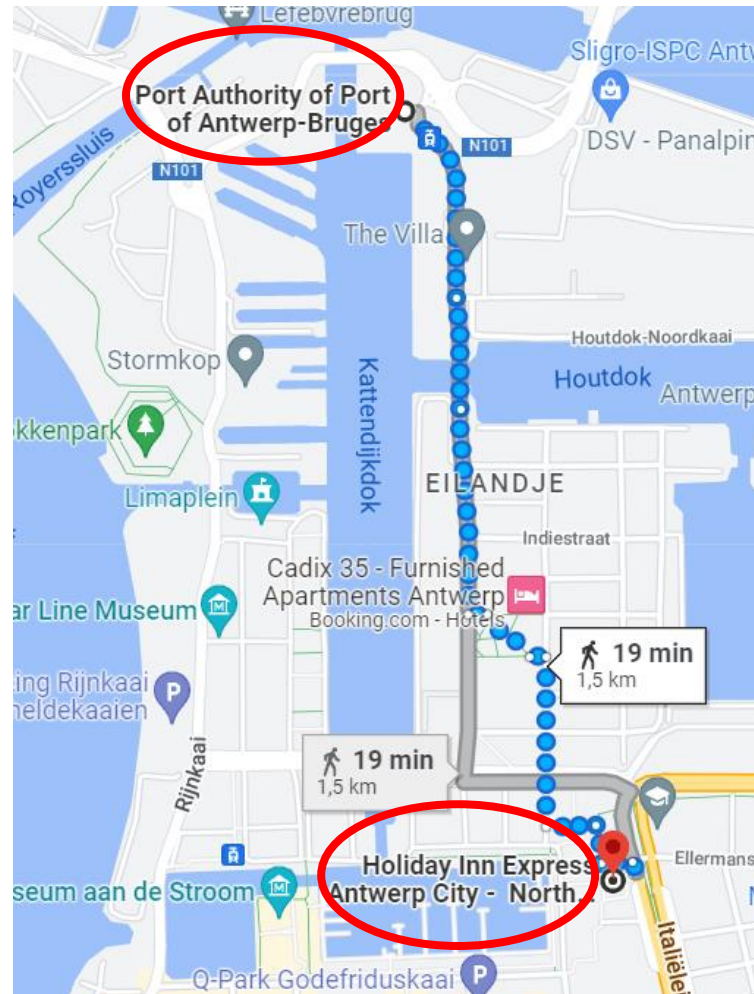 Lefebvrebrug
Sligro-ISPC Antw
Port Authority of Port
of Antwerp-Bruges
N101
DSV - Panalpin
N101
Royerssluis
The Villa
Houtdok-Noordkaai
Stormkop
Kattendijkdok
Houtdok
Antwerp
okkenpark
EILANDJE
Limaplein
Indiestraat
Cadix 35 - Furnished
Apartments Antwerp
Booking.com - Hotels
ar Line Museum
19 min
1,5 km
ing Rijnkaai
heldekaaien
P
Rijnkaai
19 min
1,5 km
Holiday Inn Express
Antwerp City - North...
Ellermans
seum aan de Stroom
M
Italiëlei
Q-Park Godefriduskaai
P